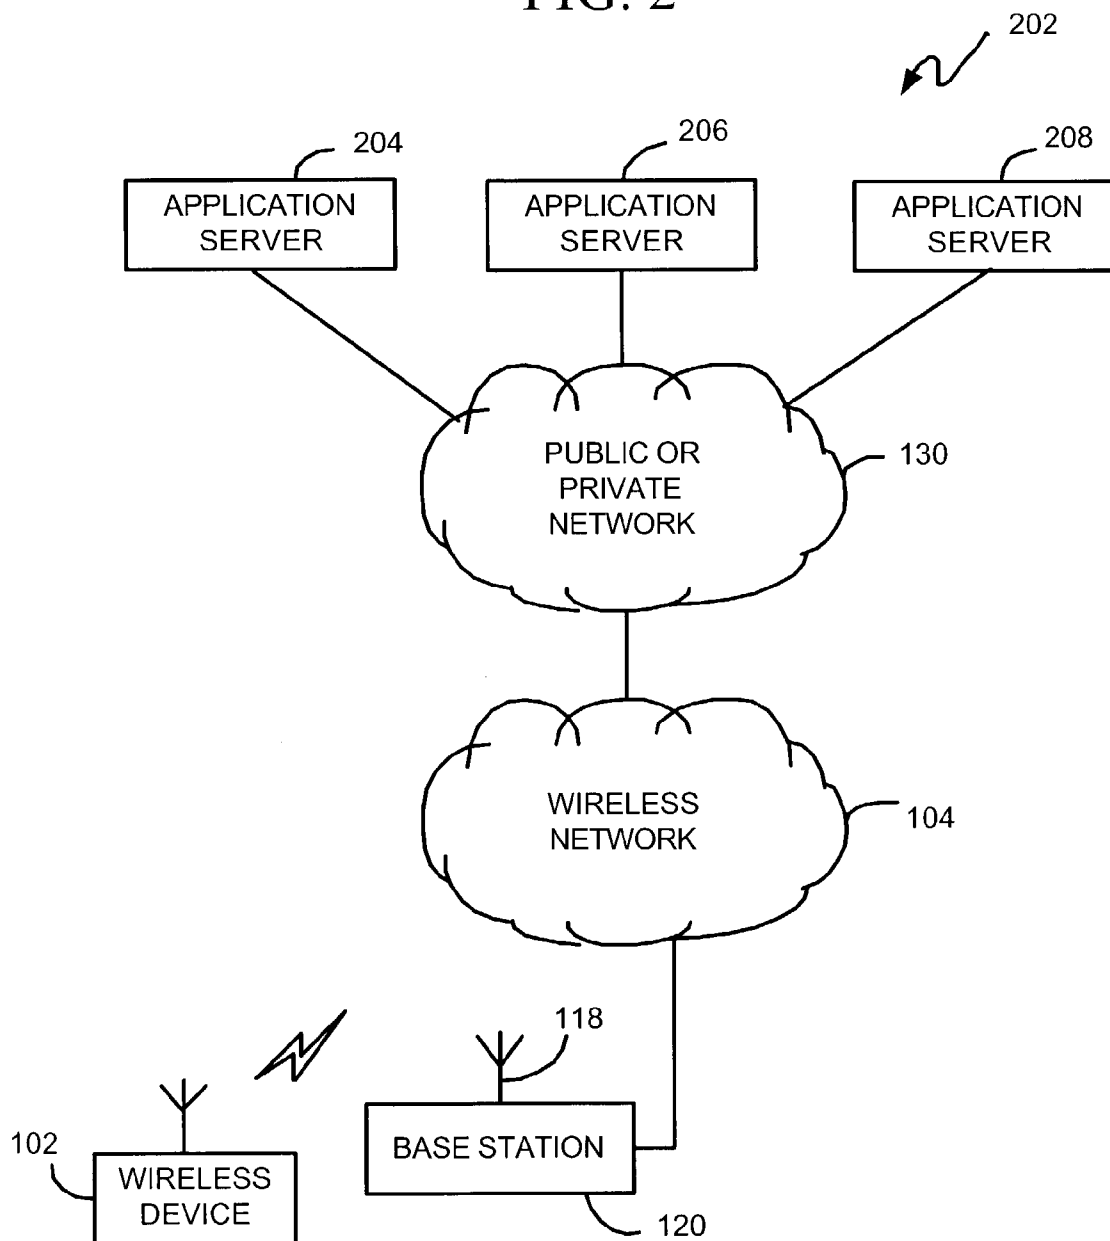 FIG. 2
202
204
206
208
APPLICATION
SERVER
APPLICATION
SERVER
APPLICATION
SERVER
PUBLIC OR
PRIVATE
NETWORK
130
WIRELESS
NETWORK
104
118
BASE STATION
102
WIRELESS
DEVICE
120